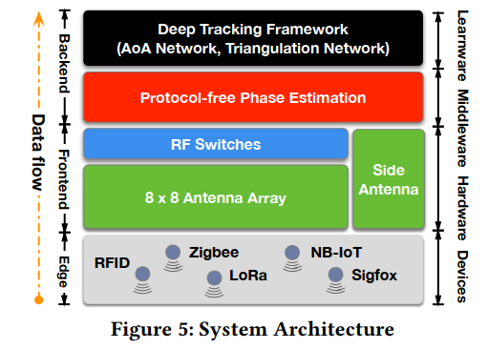 Deep Tracking Framework
(AoA Network, Triangulation Network)
Protocol-free Phase Estimation
RF Switches
8 x 8 Antenna Array
Side
Antenna
RFID
Zigbee
LoRa
NB-IoT
Sigfox
Data flow
Backend
Frontend
Edge
Learnware
Middleware
Hardware
Devices
Figure 5: System Architecture